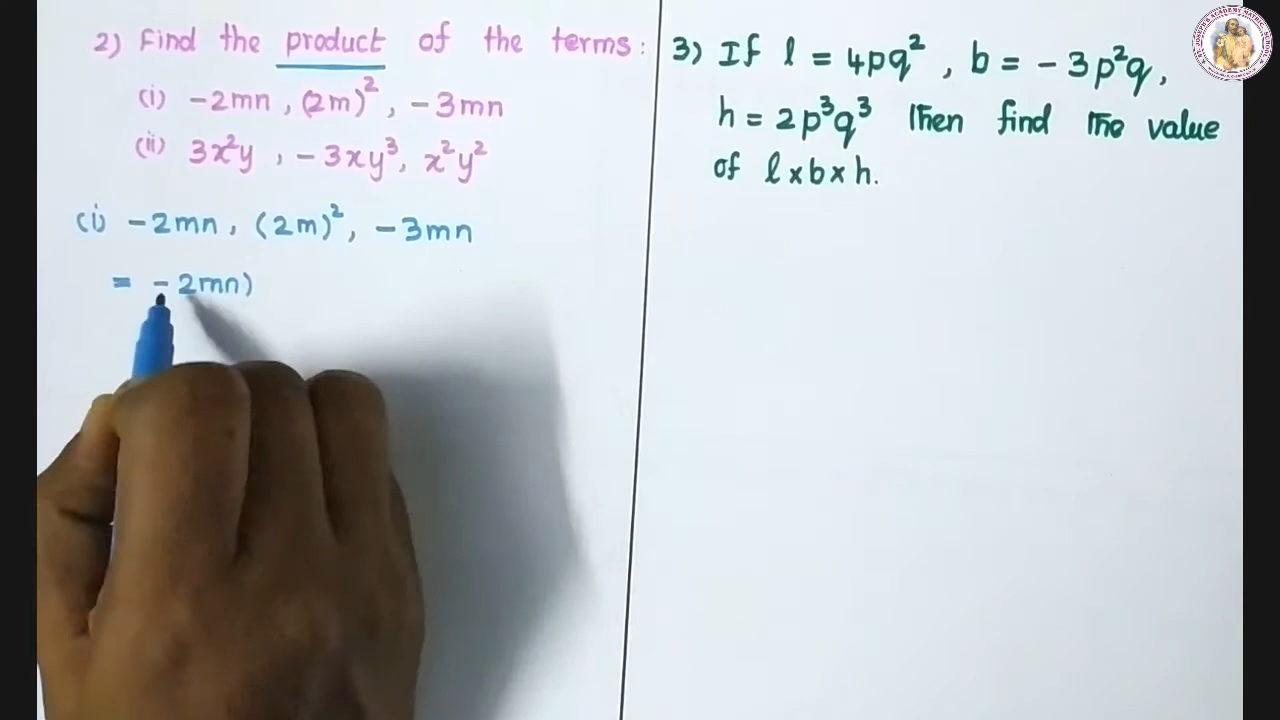 2) Find the product of the terms:
(i) -2mn, (2m)², -3mn
(ii) 3x²y, -3xy³, x²y²
(i) -2mn, (2m)², -3mn
= -2mn)
3) If l = 4pq², b = -3p²q,
h = 2p³q³ then find the value
of l×b×h.